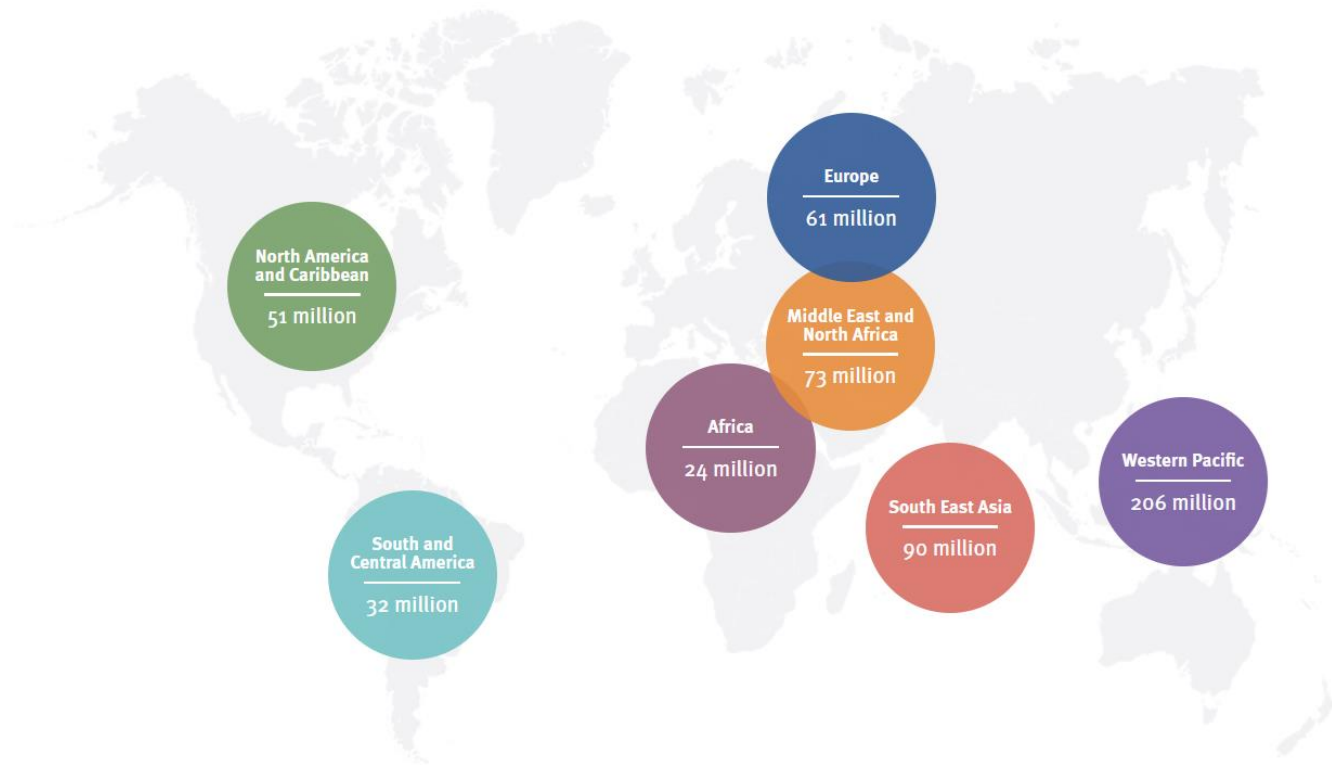 Europe
61 million
North America
and Caribbean
51 million
Middle East and
North Africa
73 million
Africa
24 million
Western Pacific
206 million
South East Asia
90 million
South and
Central America
32 million